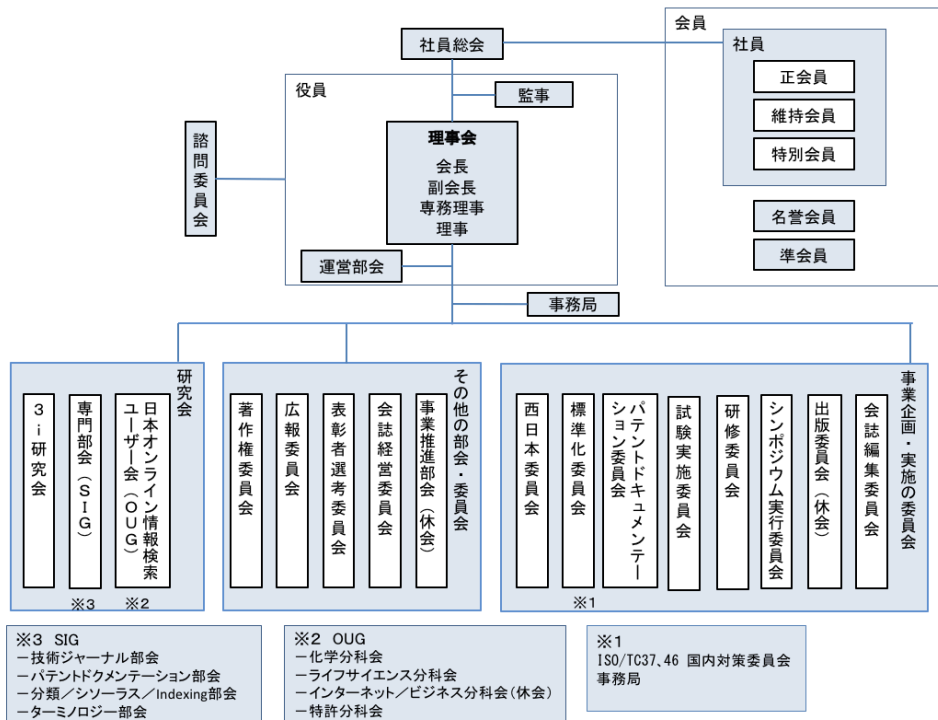 社員総会
会員
社員
正会員
維持会員
特別会員
名誉会員
準会員
役員
監事
理事会
会長
副会長
専務理事
理事
諮問委員会
運営部会
事務局
研究会
3i研究会
専門部会(SIG)
日本オンライン情報検索
ユーザー会(OUG)
※3
※2
その他の部会・委員会
著作権委員会
広報委員会
表彰者選考委員会
会誌経営委員会
事業推進部会(休会)
事業企画・実施の委員会
西日本委員会
標準化委員会
パテントドキュメンテー
ション委員会
試験実施委員会
研修委員会
シンポジウム実行委員会
出版委員会(休会)
会誌編集委員会
※1
※3 SIG
-技術ジャーナル部会
-パテントドクメンテーション部会
-分類/シソーラス/Indexing部会
-ターミノロジー部会
※2 OUG
-化学分科会
-ライフサイエンス分科会
-インターネット/ビジネス分科会(休会)
-特許分科会
※1
ISO/TC37、46 国内対策委員会
事務局